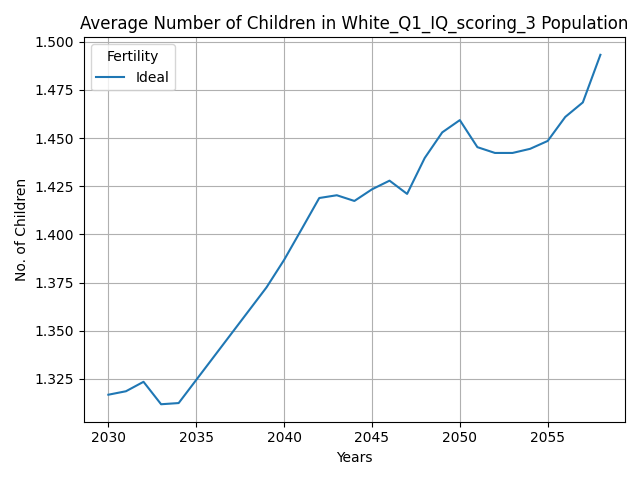 Average Number of Children in White_Q1_IQ_scoring_3 Population
Fertility
Ideal
No. of Children
1.500
1.475
1.450
1.425
1.400
1.375
1.350
1.325
2030 2035 2040 2045 2050 2055
Years